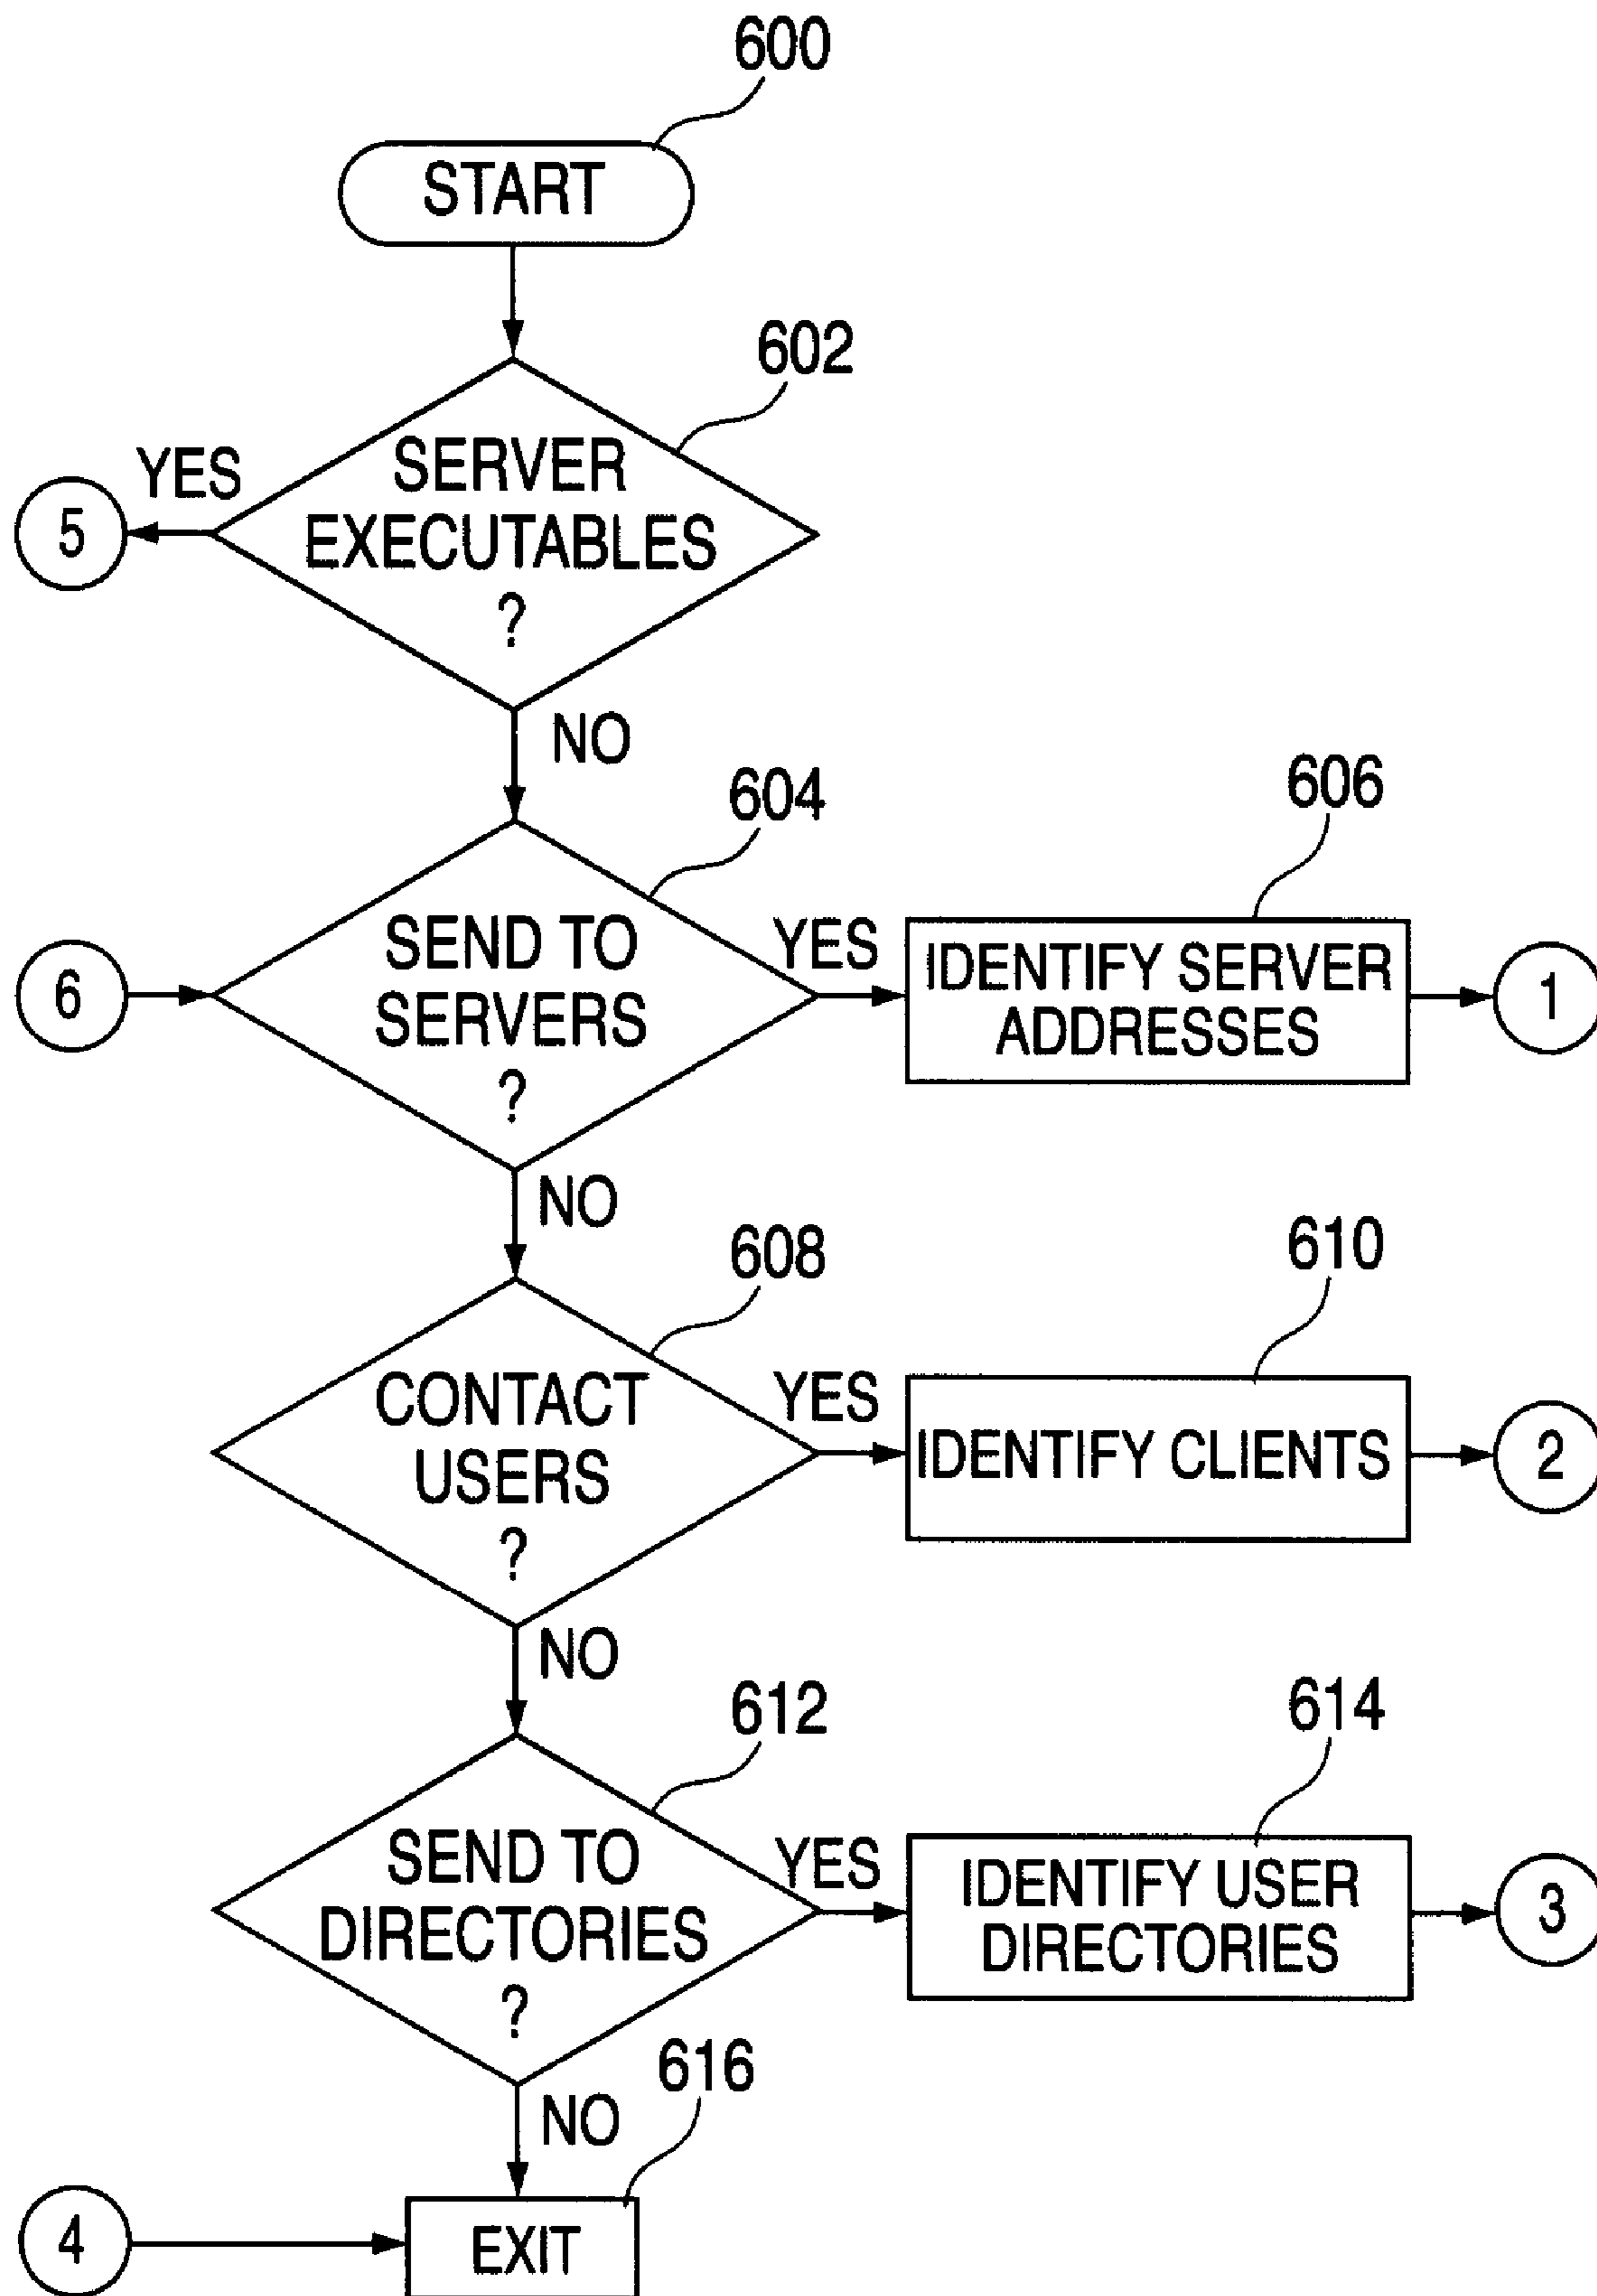 600
START
602
YES
SERVER
EXECUTABLES
?
5
NO
604
606
SEND TO
SERVERS
?
YES
IDENTIFY SERVER
ADDRESSES
6
1
NO
608
610
CONTACT
USERS
?
YES
IDENTIFY CLIENTS
2
NO
612
614
SEND TO
DIRECTORIES
?
YES
IDENTIFY USER
DIRECTORIES
3
616
NO
4
EXIT